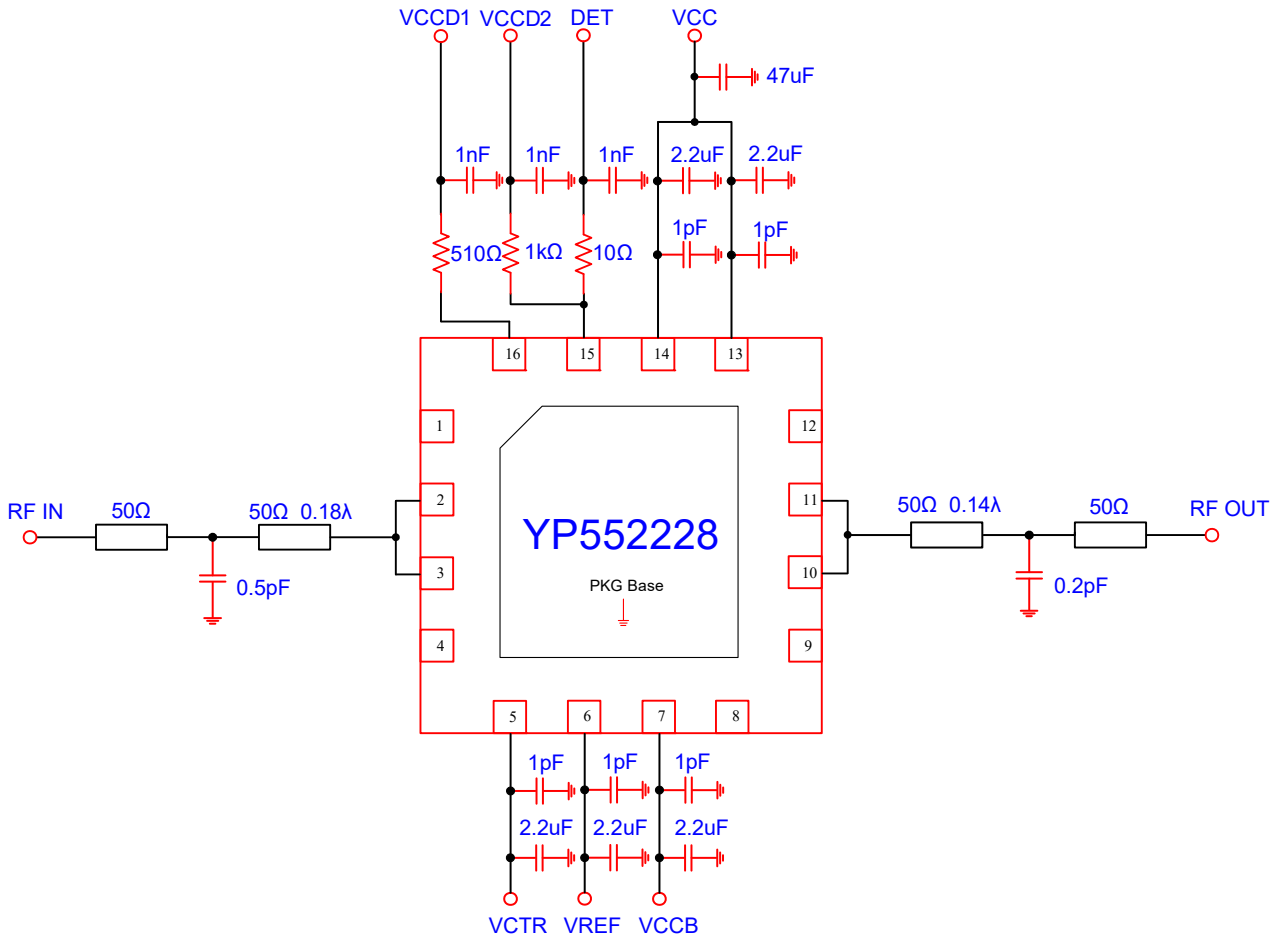 VCCD1 VCCD2 DET VCC
47uF
1nF 1nF 1nF 2.2uF 2.2uF
1pF 1pF
510Ω 1kΩ 10Ω
16 15 14 13
1 12
2 11
RF IN 50Ω 50Ω 0.18λ 50Ω 0.14λ 50Ω RF OUT
YP552228
3 10
0.5pF PKG Base 0.2pF
4 9
5 6 7 8
1pF 1pF 1pF
2.2uF 2.2uF 2.2uF
VCTR VREF VCCB